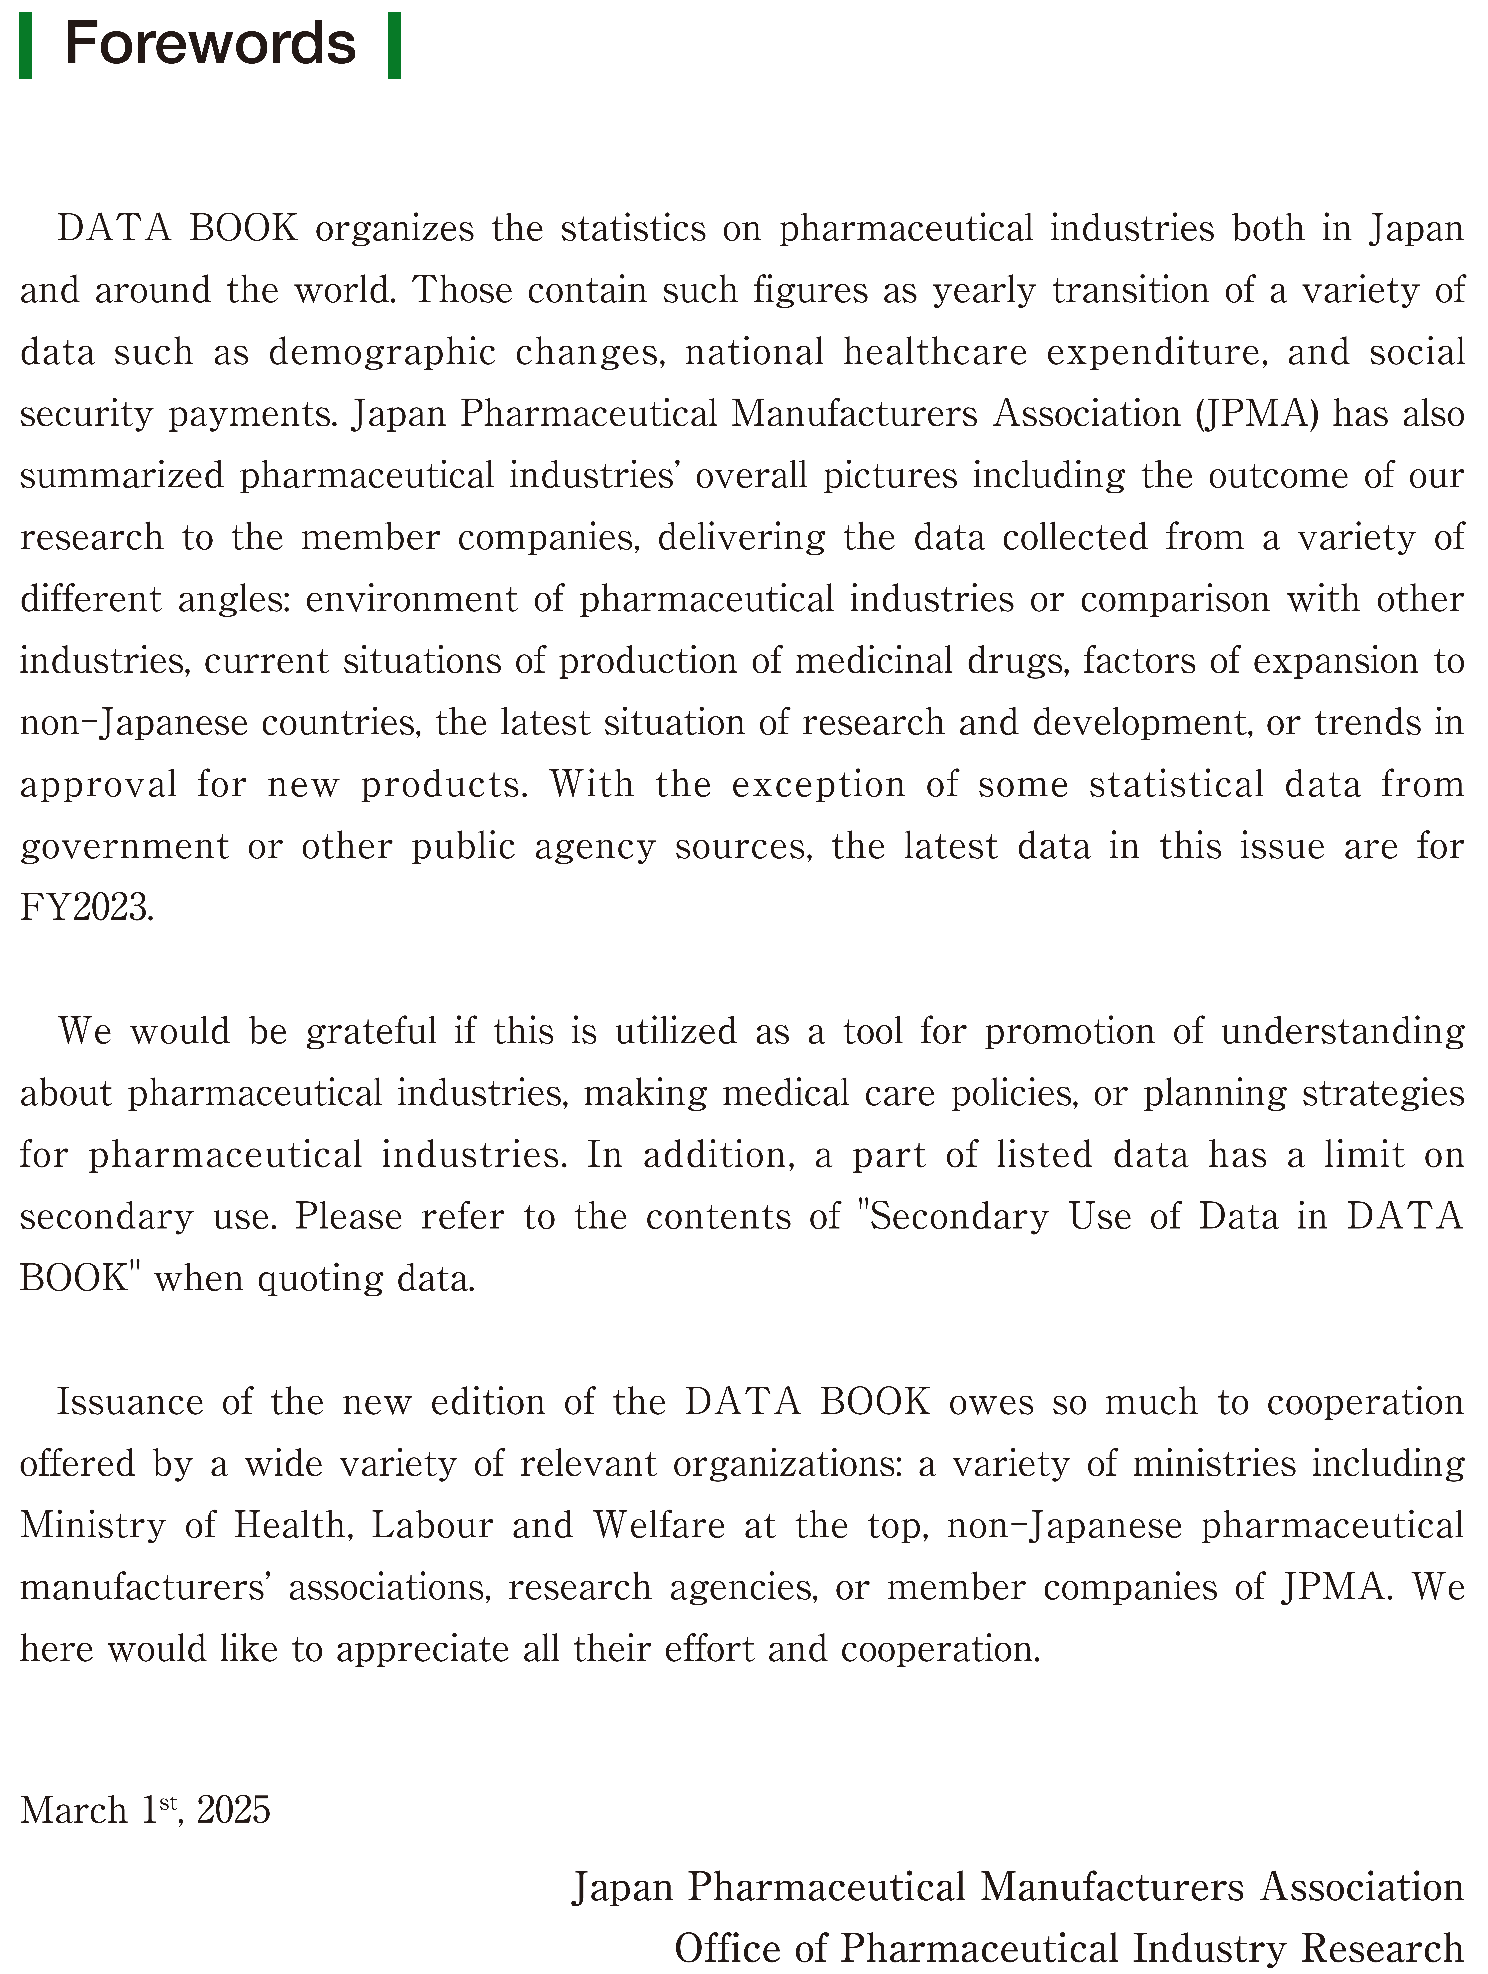 Forewords
DATA BOOK organizes the statistics on pharmaceutical industries both in Japan
and around the world. Those contain such figures as yearly transition of a variety of
data such as demographic changes, national healthcare expenditure, and social
security payments. Japan Pharmaceutical Manufacturers Association (JPMA) has also
summarized pharmaceutical industries’ overall pictures including the outcome of our
research to the member companies, delivering the data collected from a variety of
different angles: environment of pharmaceutical industries or comparison with other
industries, current situations of production of medicinal drugs, factors of expansion to
non-Japanese countries, the latest situation of research and development, or trends in
approval for new products. With the exception of some statistical data from
government or other public agency sources, the latest data in this issue are for
FY2023.
We would be grateful if this is utilized as a tool for promotion of understanding
about pharmaceutical industries, making medical care policies, or planning strategies
for pharmaceutical industries. In addition, a part of listed data has a limit on
secondary use. Please refer to the contents of "Secondary Use of Data in DATA
BOOK" when quoting data.
Issuance of the new edition of the DATA BOOK owes so much to cooperation
offered by a wide variety of relevant organizations: a variety of ministries including
Ministry of Health, Labour and Welfare at the top, non-Japanese pharmaceutical
manufacturers’ associations, research agencies, or member companies of JPMA. We
here would like to appreciate all their effort and cooperation.
March 1st, 2025
Japan Pharmaceutical Manufacturers Association
Office of Pharmaceutical Industry Research